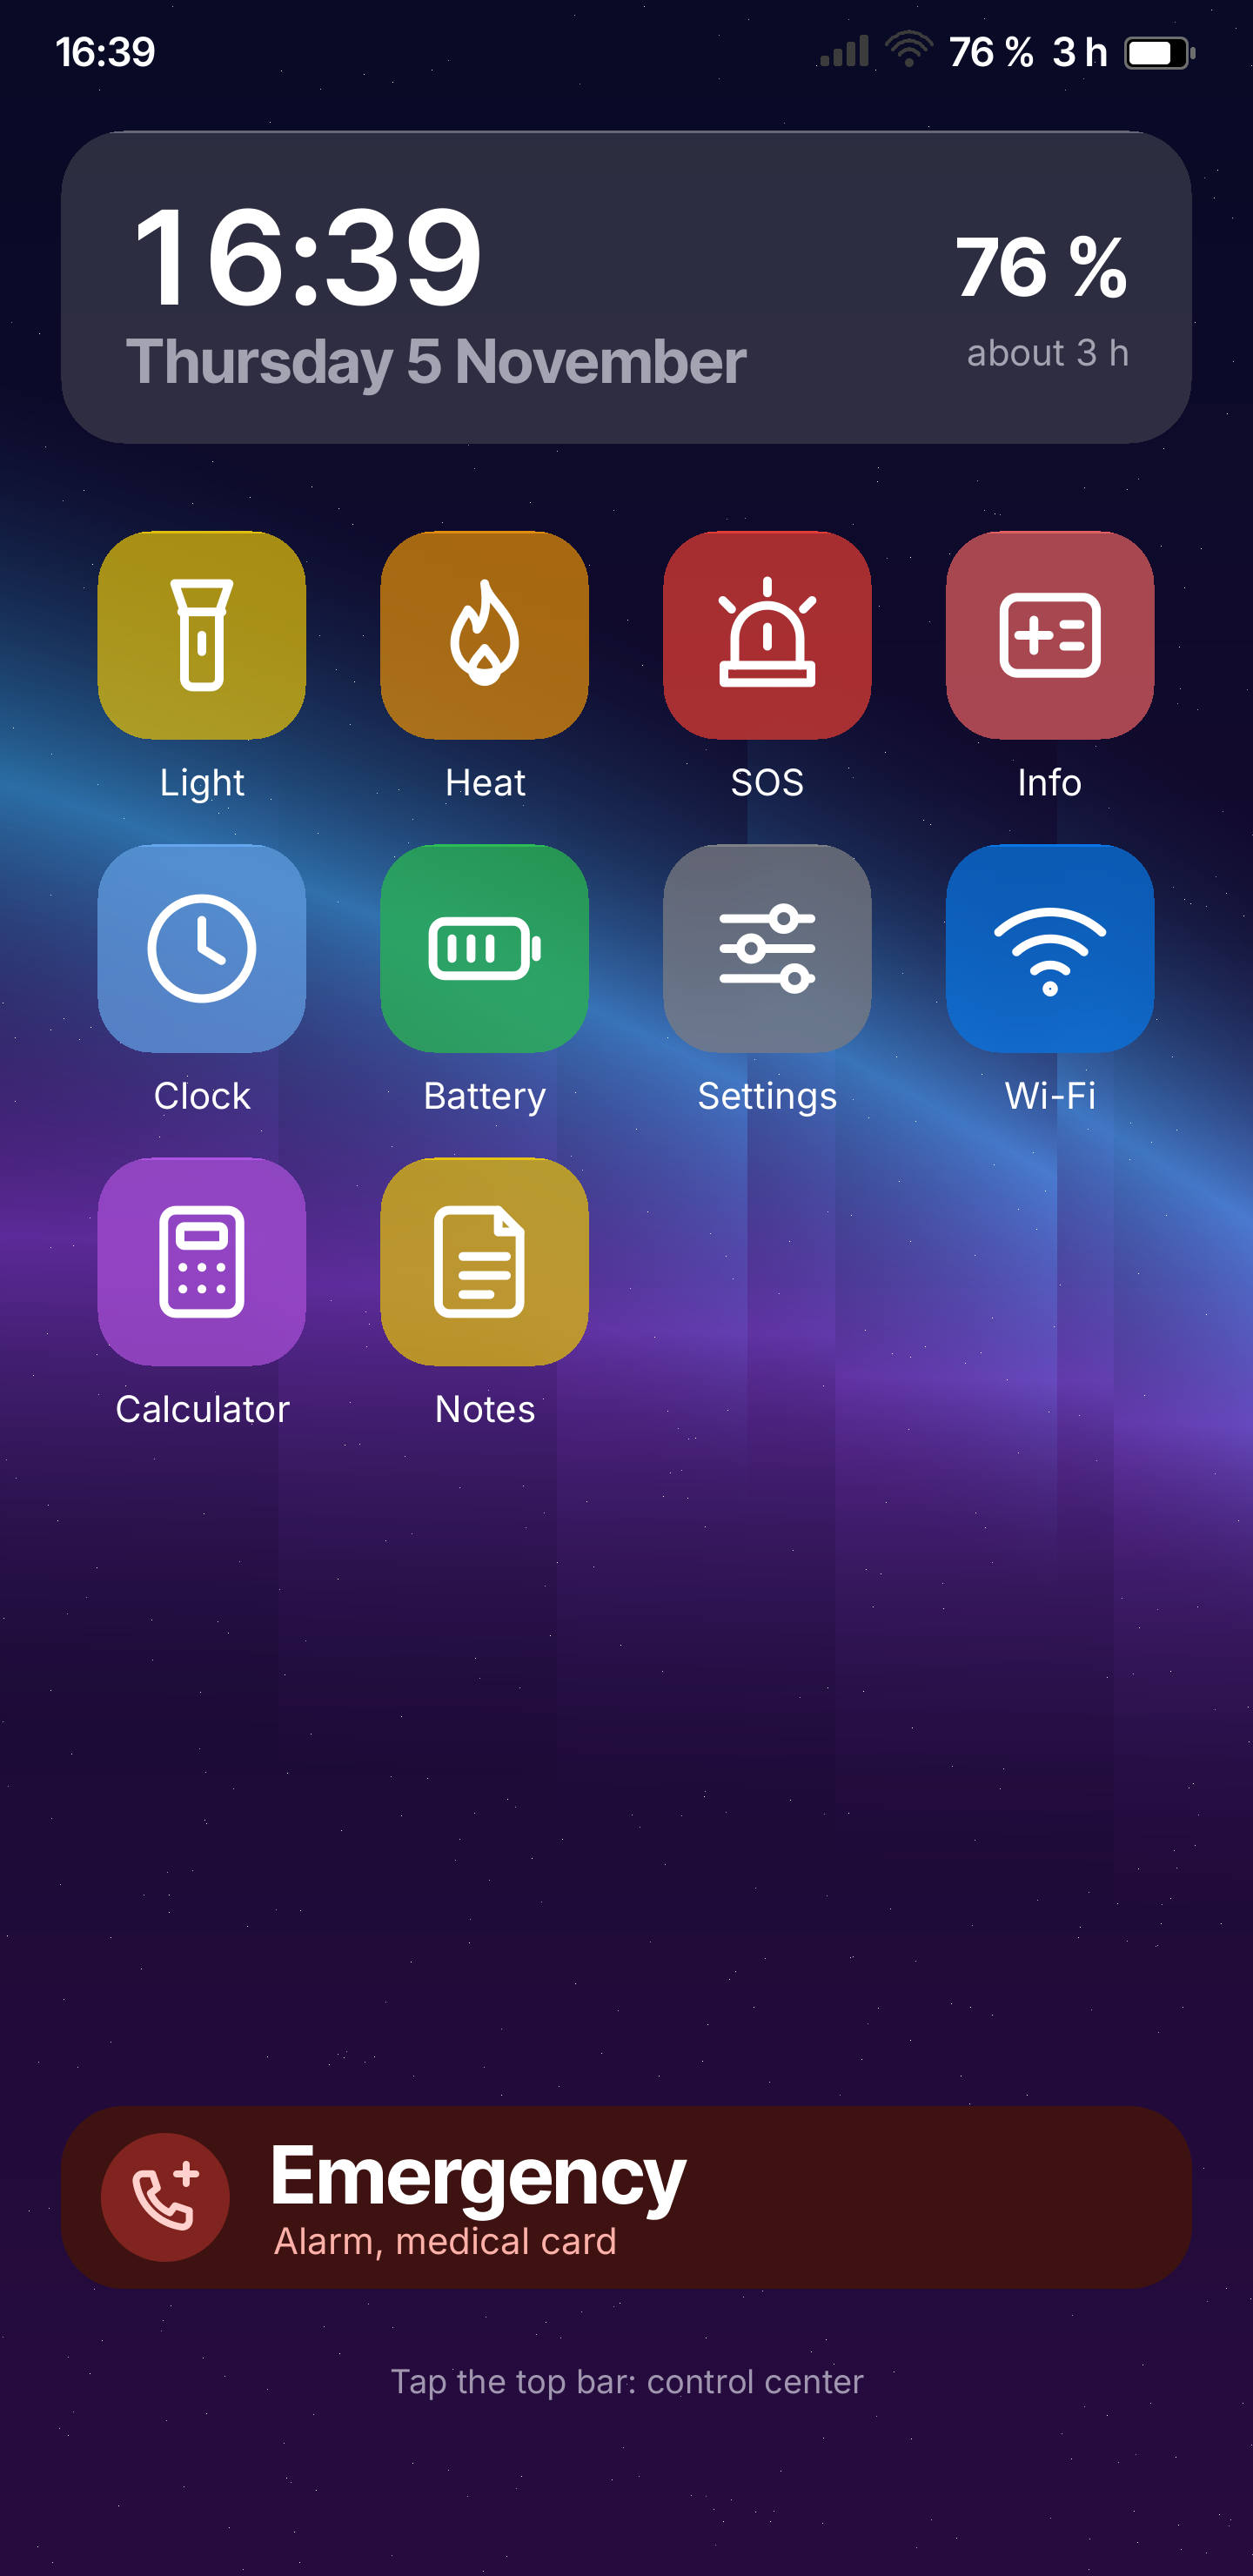 16:39 76 % 3 h
16:39 76 %
Thursday 5 November about 3 h
Light Heat SOS Info
Clock Battery Settings Wi-Fi
Calculator Notes
Emergency
Alarm, medical card
Tap the top bar: control center